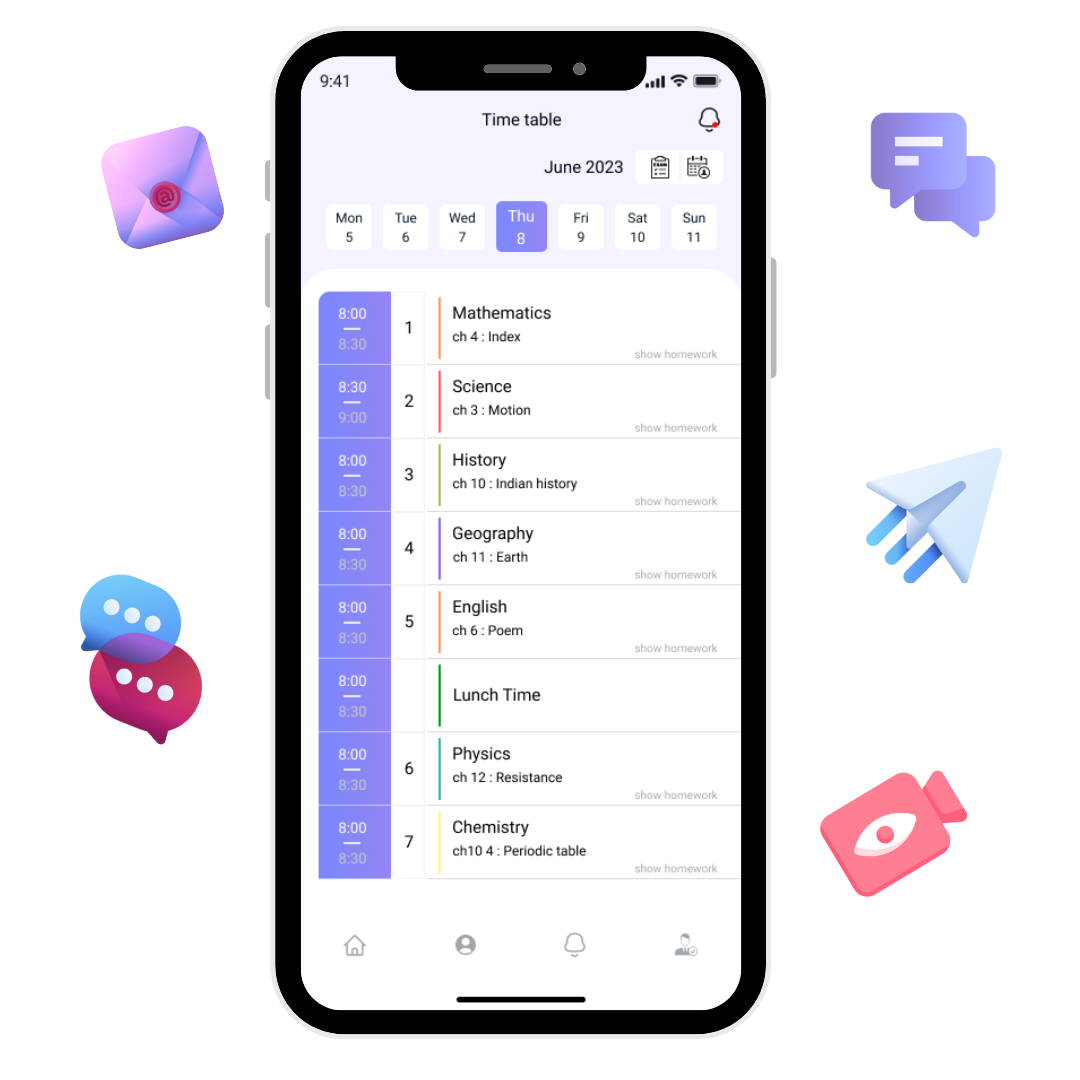 9:41
Time table
June 2023
EXAM
Mon Tue Wed Thu Fri Sat Sun
5 6 7 8 9 10 11
8:00
8:30
1
Mathematics
ch 4 : Index
show homework
8:30
9:00
2
Science
ch 3 : Motion
show homework
8:00
8:30
3
History
ch 10 : Indian history
show homework
8:00
8:30
4
Geography
ch 11 : Earth
show homework
8:00
8:30
5
English
ch 6 : Poem
show homework
8:00
8:30
Lunch Time
8:00
8:30
6
Physics
ch 12 : Resistance
show homework
8:00
8:30
7
Chemistry
ch10 4 : Periodic table
show homework
@